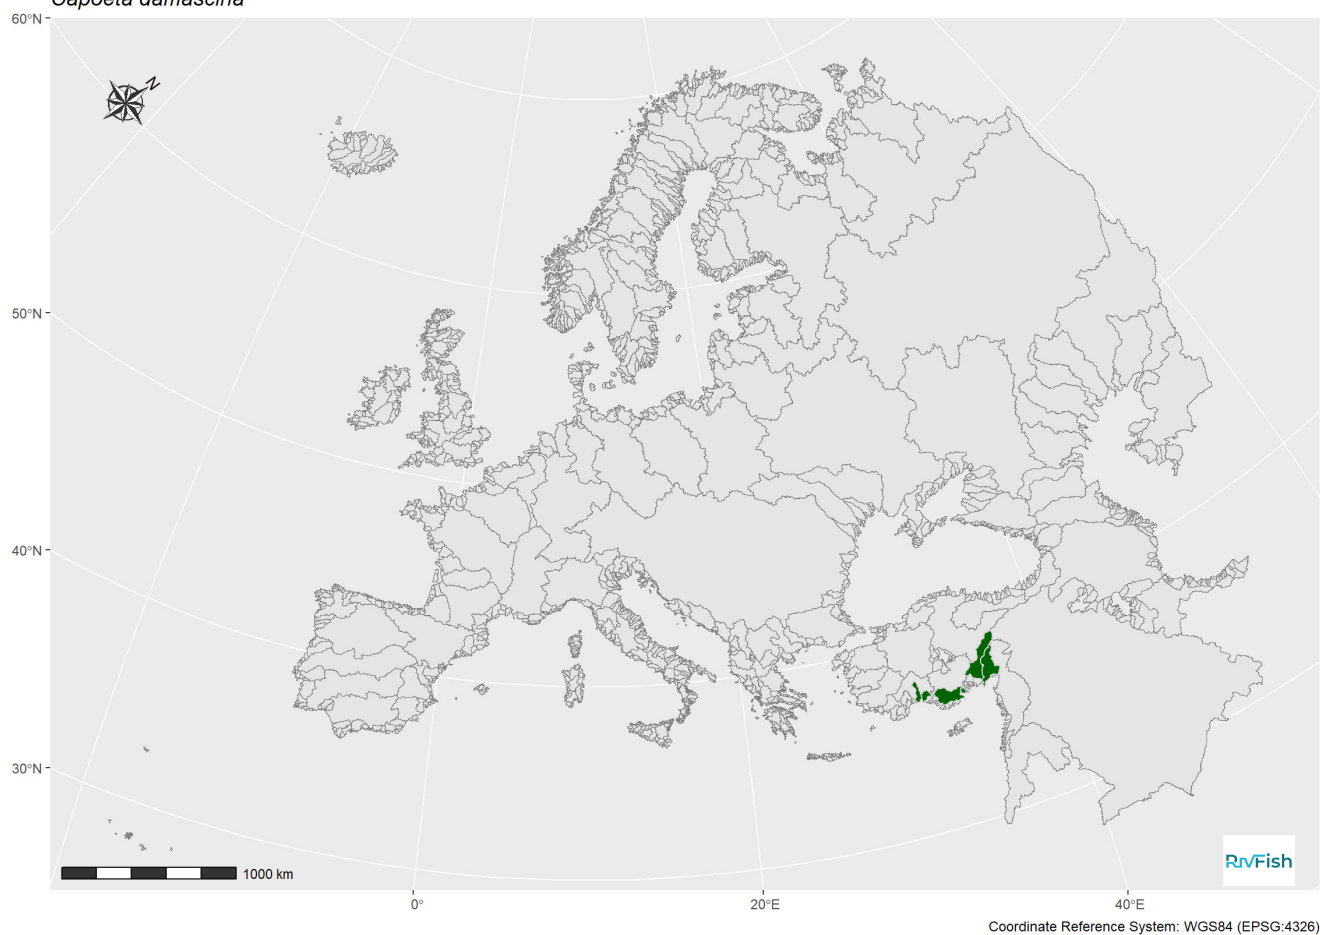 Capoeta damascina
60°N
N
50°N
40°N
30°N
1000 km
RivFish
0°
20°E
40°E
Coordinate Reference System: WGS84 (EPSG:4326)